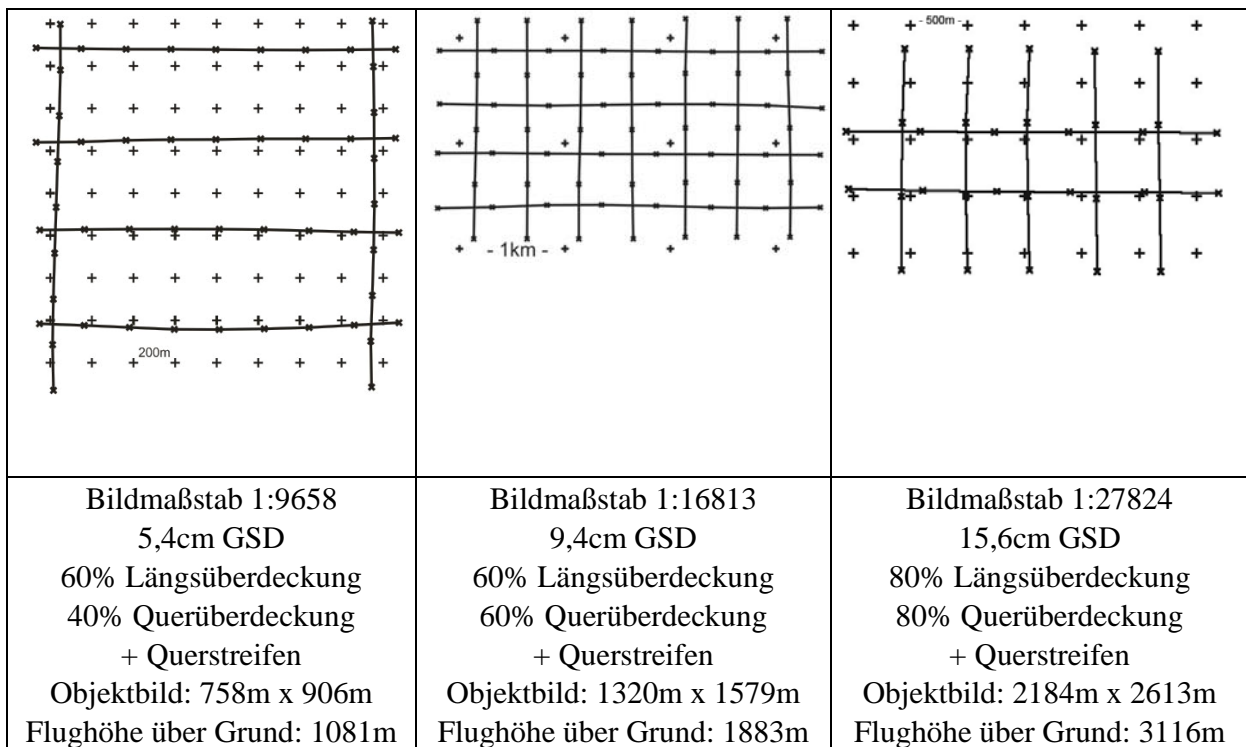 200m
- 1km -
- 500m -
Bildmaßstab 1:9658
5,4cm GSD
60% Längsüberdeckung
40% Querüberdeckung
+ Querstreifen
Objektbild: 758m x 906m
Flughöhe über Grund: 1081m
Bildmaßstab 1:16813
9,4cm GSD
60% Längsüberdeckung
60% Querüberdeckung
+ Querstreifen
Objektbild: 1320m x 1579m
Flughöhe über Grund: 1883m
Bildmaßstab 1:27824
15,6cm GSD
80% Längsüberdeckung
80% Querüberdeckung
+ Querstreifen
Objektbild: 2184m x 2613m
Flughöhe über Grund: 3116m